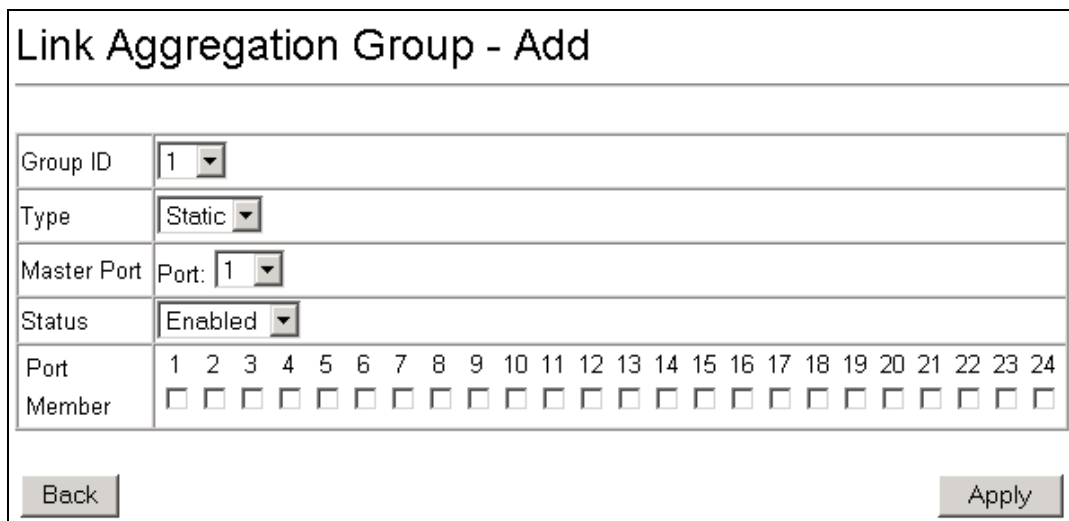 Link Aggregation Group - Add
Group ID 1
Type Static
Master Port Port: 1
Status Enabled
Port 1 2 3 4 5 6 7 8 9 10 11 12 13 14 15 16 17 18 19 20 21 22 23 24
Member
Back Apply